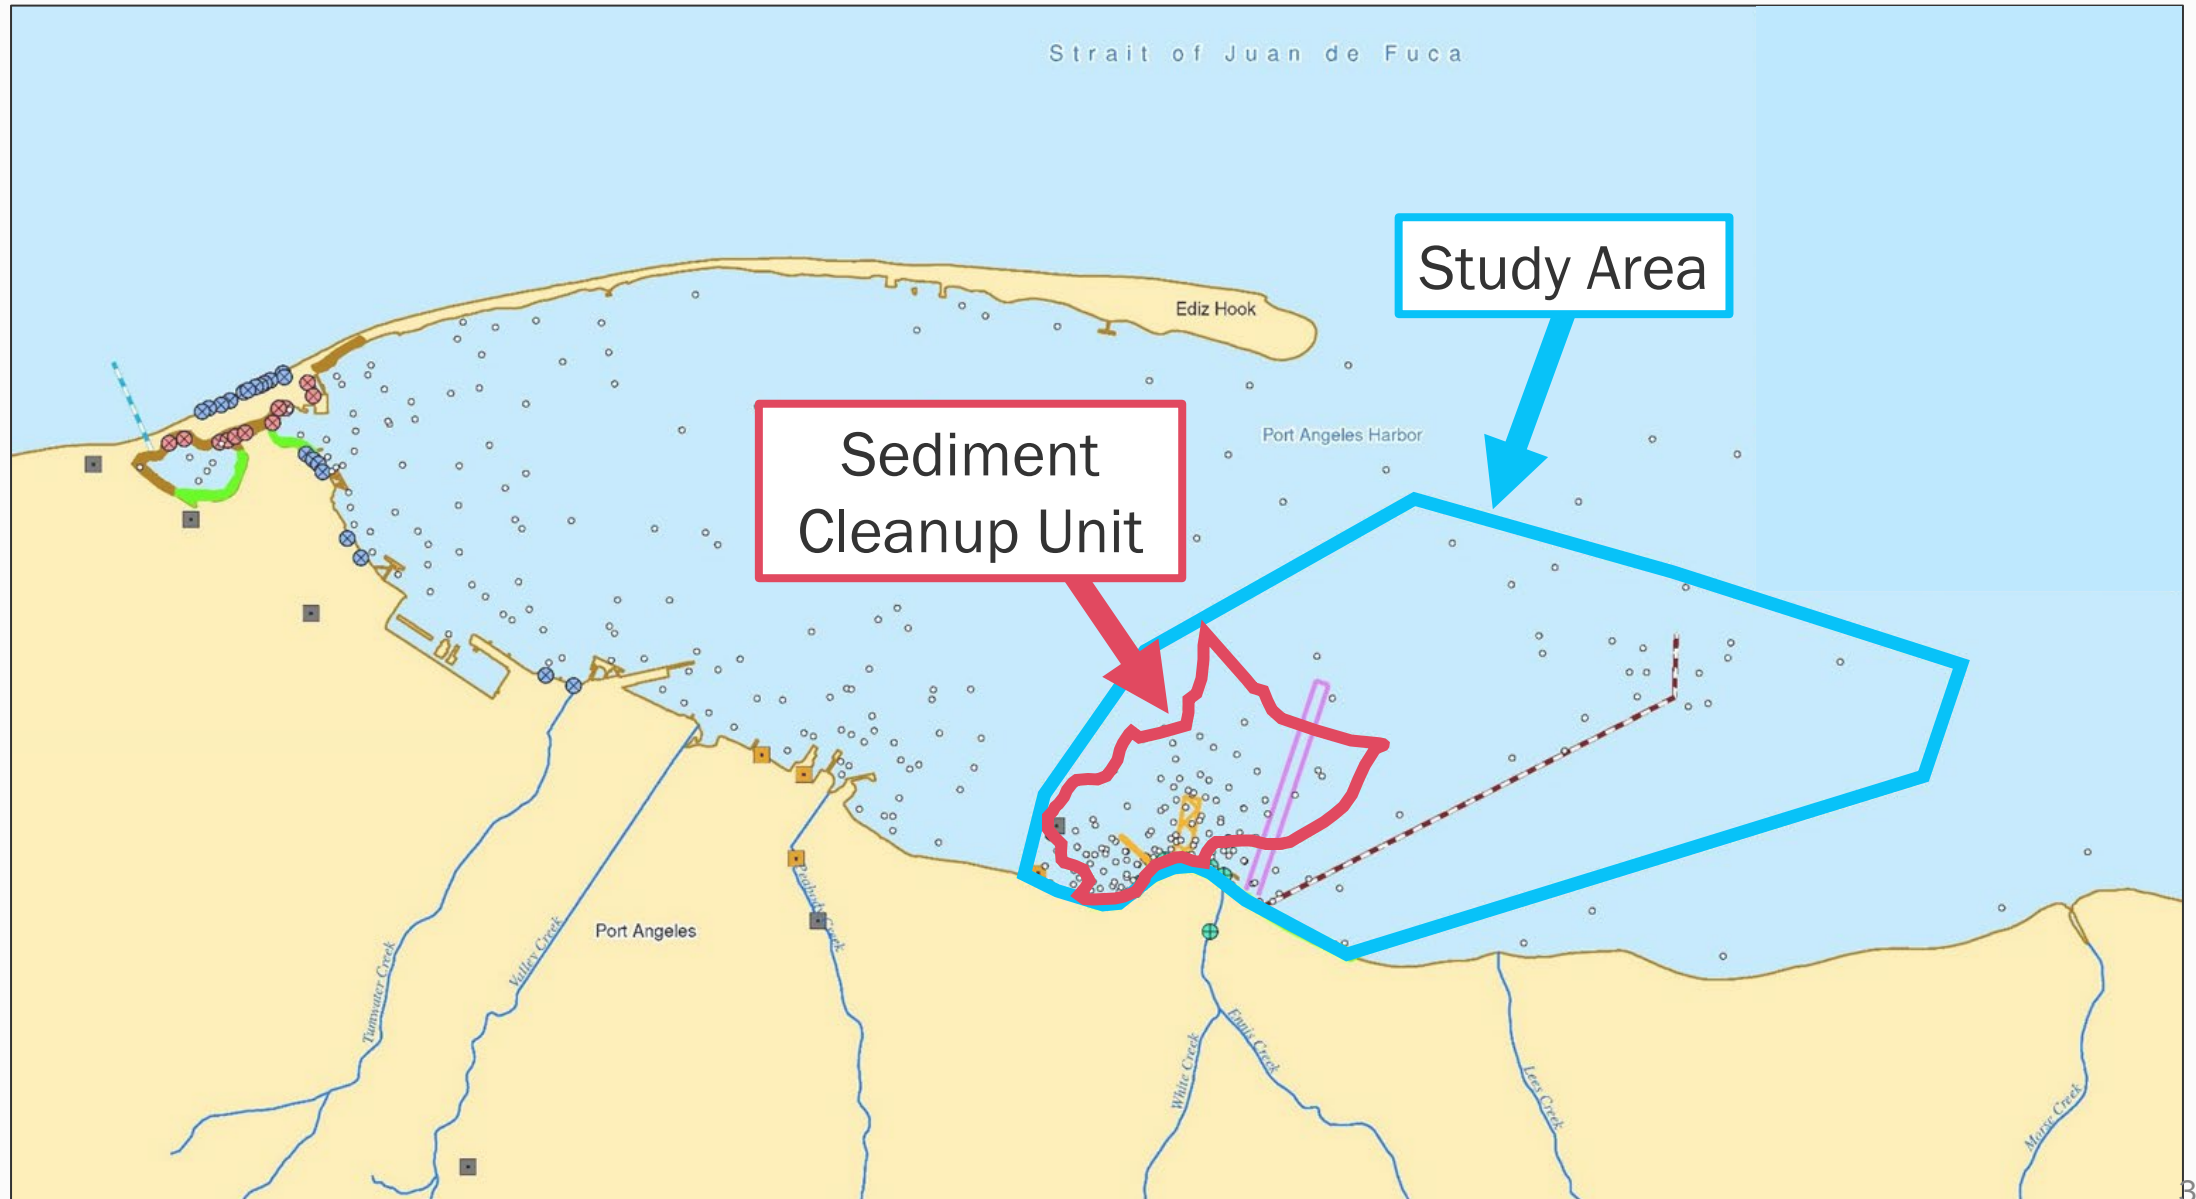 Strait of Juan de Fuca
Study Area
Ediz Hook
Sediment
Cleanup Unit
Port Angeles Harbor
Port Angeles
Tumwater Creek
Valley Creek
Peabody Creek
White Creek
Ennis Creek
Lees Creek
Morse Creek
3